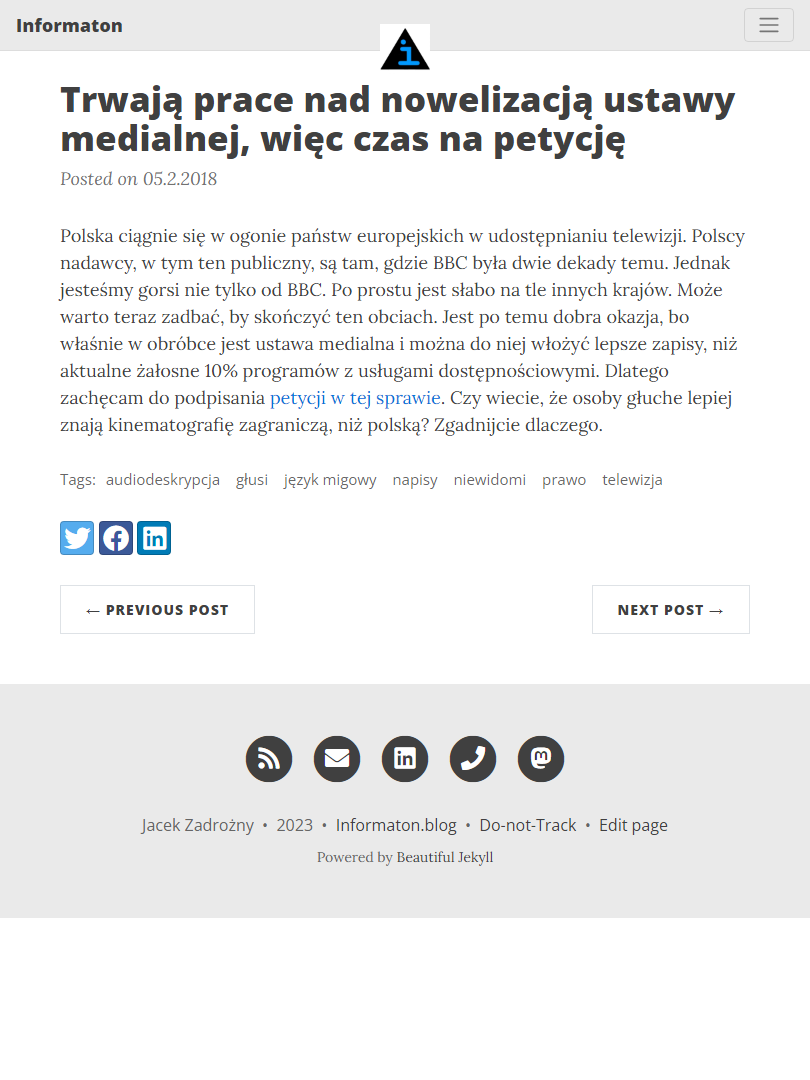 Informaton
i
Trwają prace nad nowelizacją ustawy
medialnej, więc czas na petycję
Posted on 05.2.2018
Polska ciągnie się w ogonie państw europejskich w udostępnianiu telewizji. Polscy
nadawcy, w tym ten publiczny, są tam, gdzie BBC była dwie dekady temu. Jednak
jesteśmy gorsi nie tylko od BBC. Po prostu jest słabo na tle innych krajów. Może
warto teraz zadbać, by skończyć ten obciach. Jest po temu dobra okazja, bo
właśnie w obróbce jest ustawa medialna i można do niej włożyć lepsze zapisy, niż
aktualne żałosne 10% programów z usługami dostępnościowymi. Dlatego
zachęcam do podpisania petycji w tej sprawie. Czy wiecie, że osoby głuche lepiej
znają kinematografię zagraniczą, niż polską? Zgadnijcie dlaczego.
Tags: audiodeskrypcja głusi język migowy napisy niewidomi prawo telewizja
← PREVIOUS POST
NEXT POST →
Jacek Zadrożny • 2023 • Informaton.blog • Do-not-Track • Edit page
Powered by Beautiful Jekyll